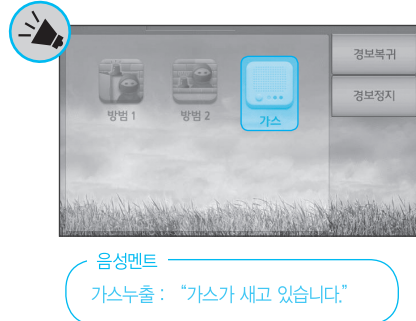 경보복귀
경보정지
방범 1
방범 2
가스
음성멘트
가스누출 : “가스가 새고 있습니다.”